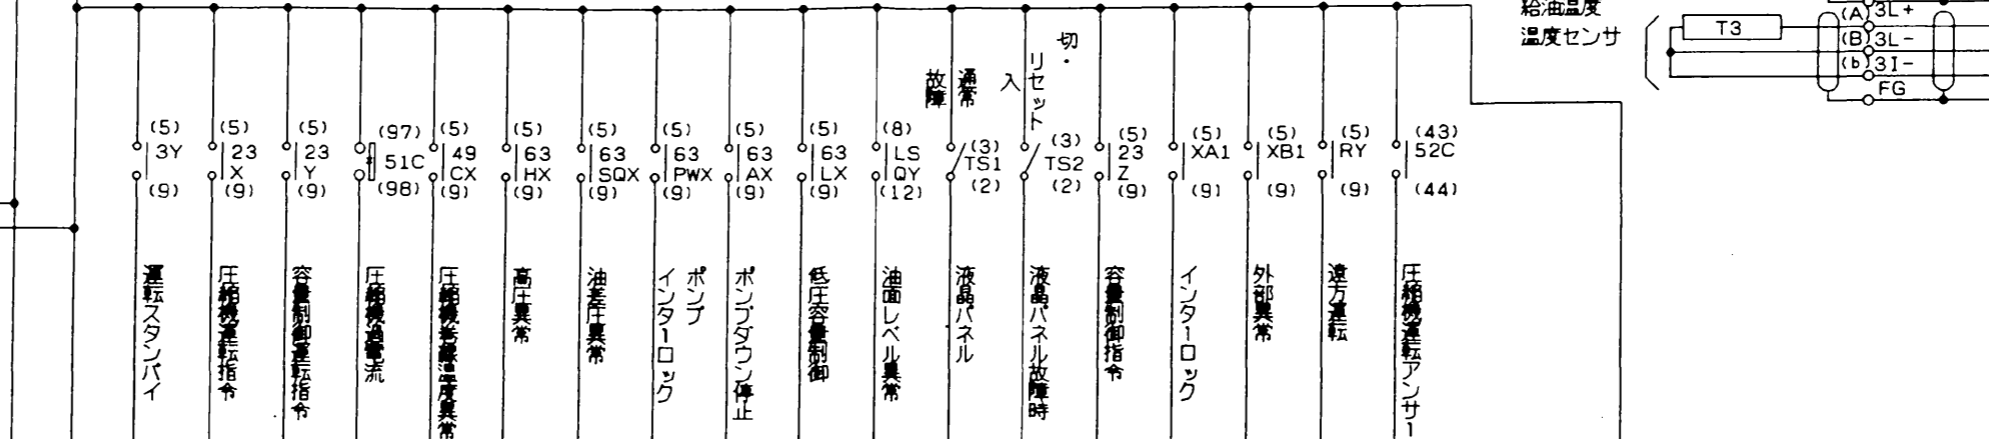 給油温度
温度センサ
T3
(A) 3L+
(B) 3L-
(b) 3I-
FG
切・
リセット
入
通常
故障
(5)
3Y
(9)
運転スタンバイ
(5)
23
X
(9)
圧縮機運転指令
(5)
23
Y
(9)
容量制御運転指令
(97)
51C
(98)
圧縮機過電流
(5)
49
CX
(9)
圧縮機巻線温度異常
(5)
63
HX
(9)
高圧異常
(5)
63
SQX
(9)
油差圧異常
(5)
63
PWX
(9)
ポンプ
インターロック
(5)
63
AX
(9)
ポンプダウン停止
(5)
63
LX
(9)
低圧容量制御
(8)
LS
QY
(12)
油面レベル異常
(3)
TS1
(2)
液晶パネル
(3)
TS2
(2)
液晶パネル故障時
(5)
23
Z
(9)
容量制御指令
(5)
XA1
(9)
インターロック
(5)
XB1
(9)
外部異常
(5)
RY
(9)
遠方運転
(43)
52C
(44)
圧縮機運転アンサー